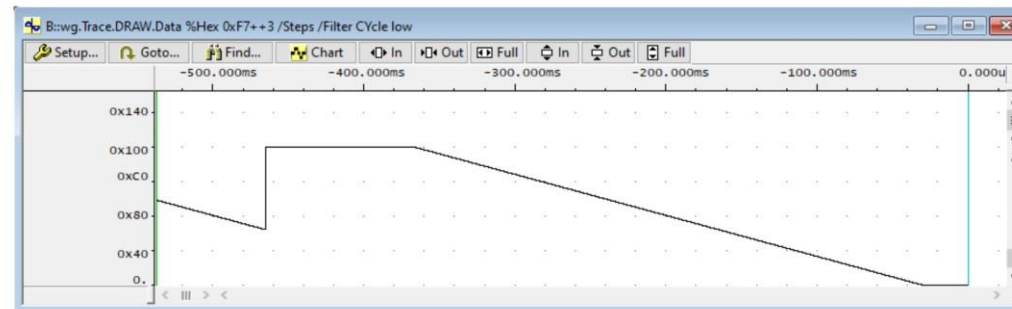 B::wg.Trace.DRAW.Data %Hex 0xF7++3 /Steps /Filter CYcle low
Setup... Goto... Find... Chart In Out Full In Out Full
-500.000ms -400.000ms -300.000ms -200.000ms -100.000ms 0.000u
0x140
0x100
0xC0
0x80
0x40
0.